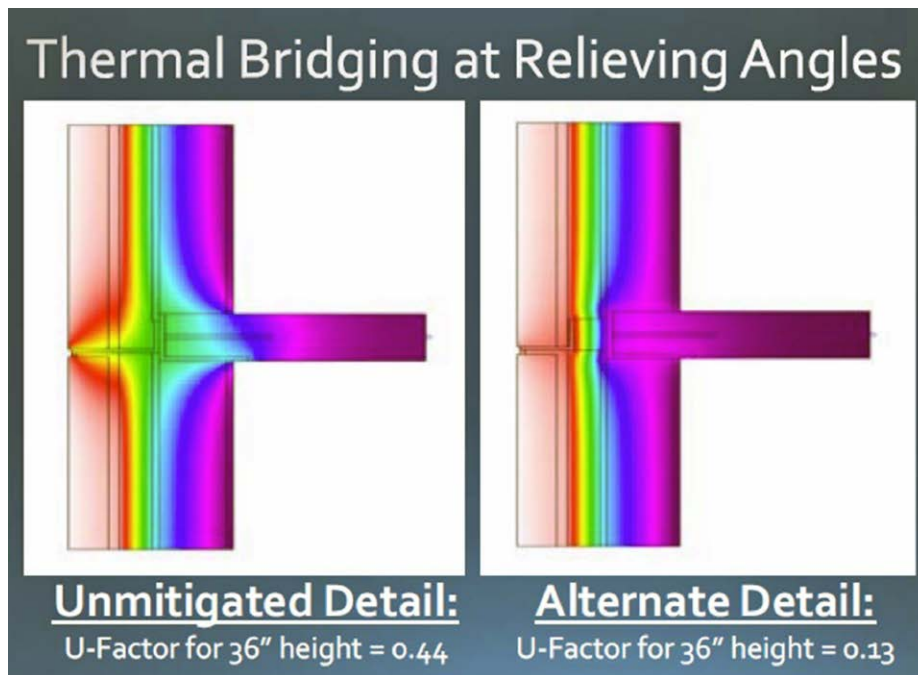 Thermal Bridging at Relieving Angles
Unmitigated Detail:
U-Factor for 36” height = 0.44
Alternate Detail:
U-Factor for 36” height = 0.13